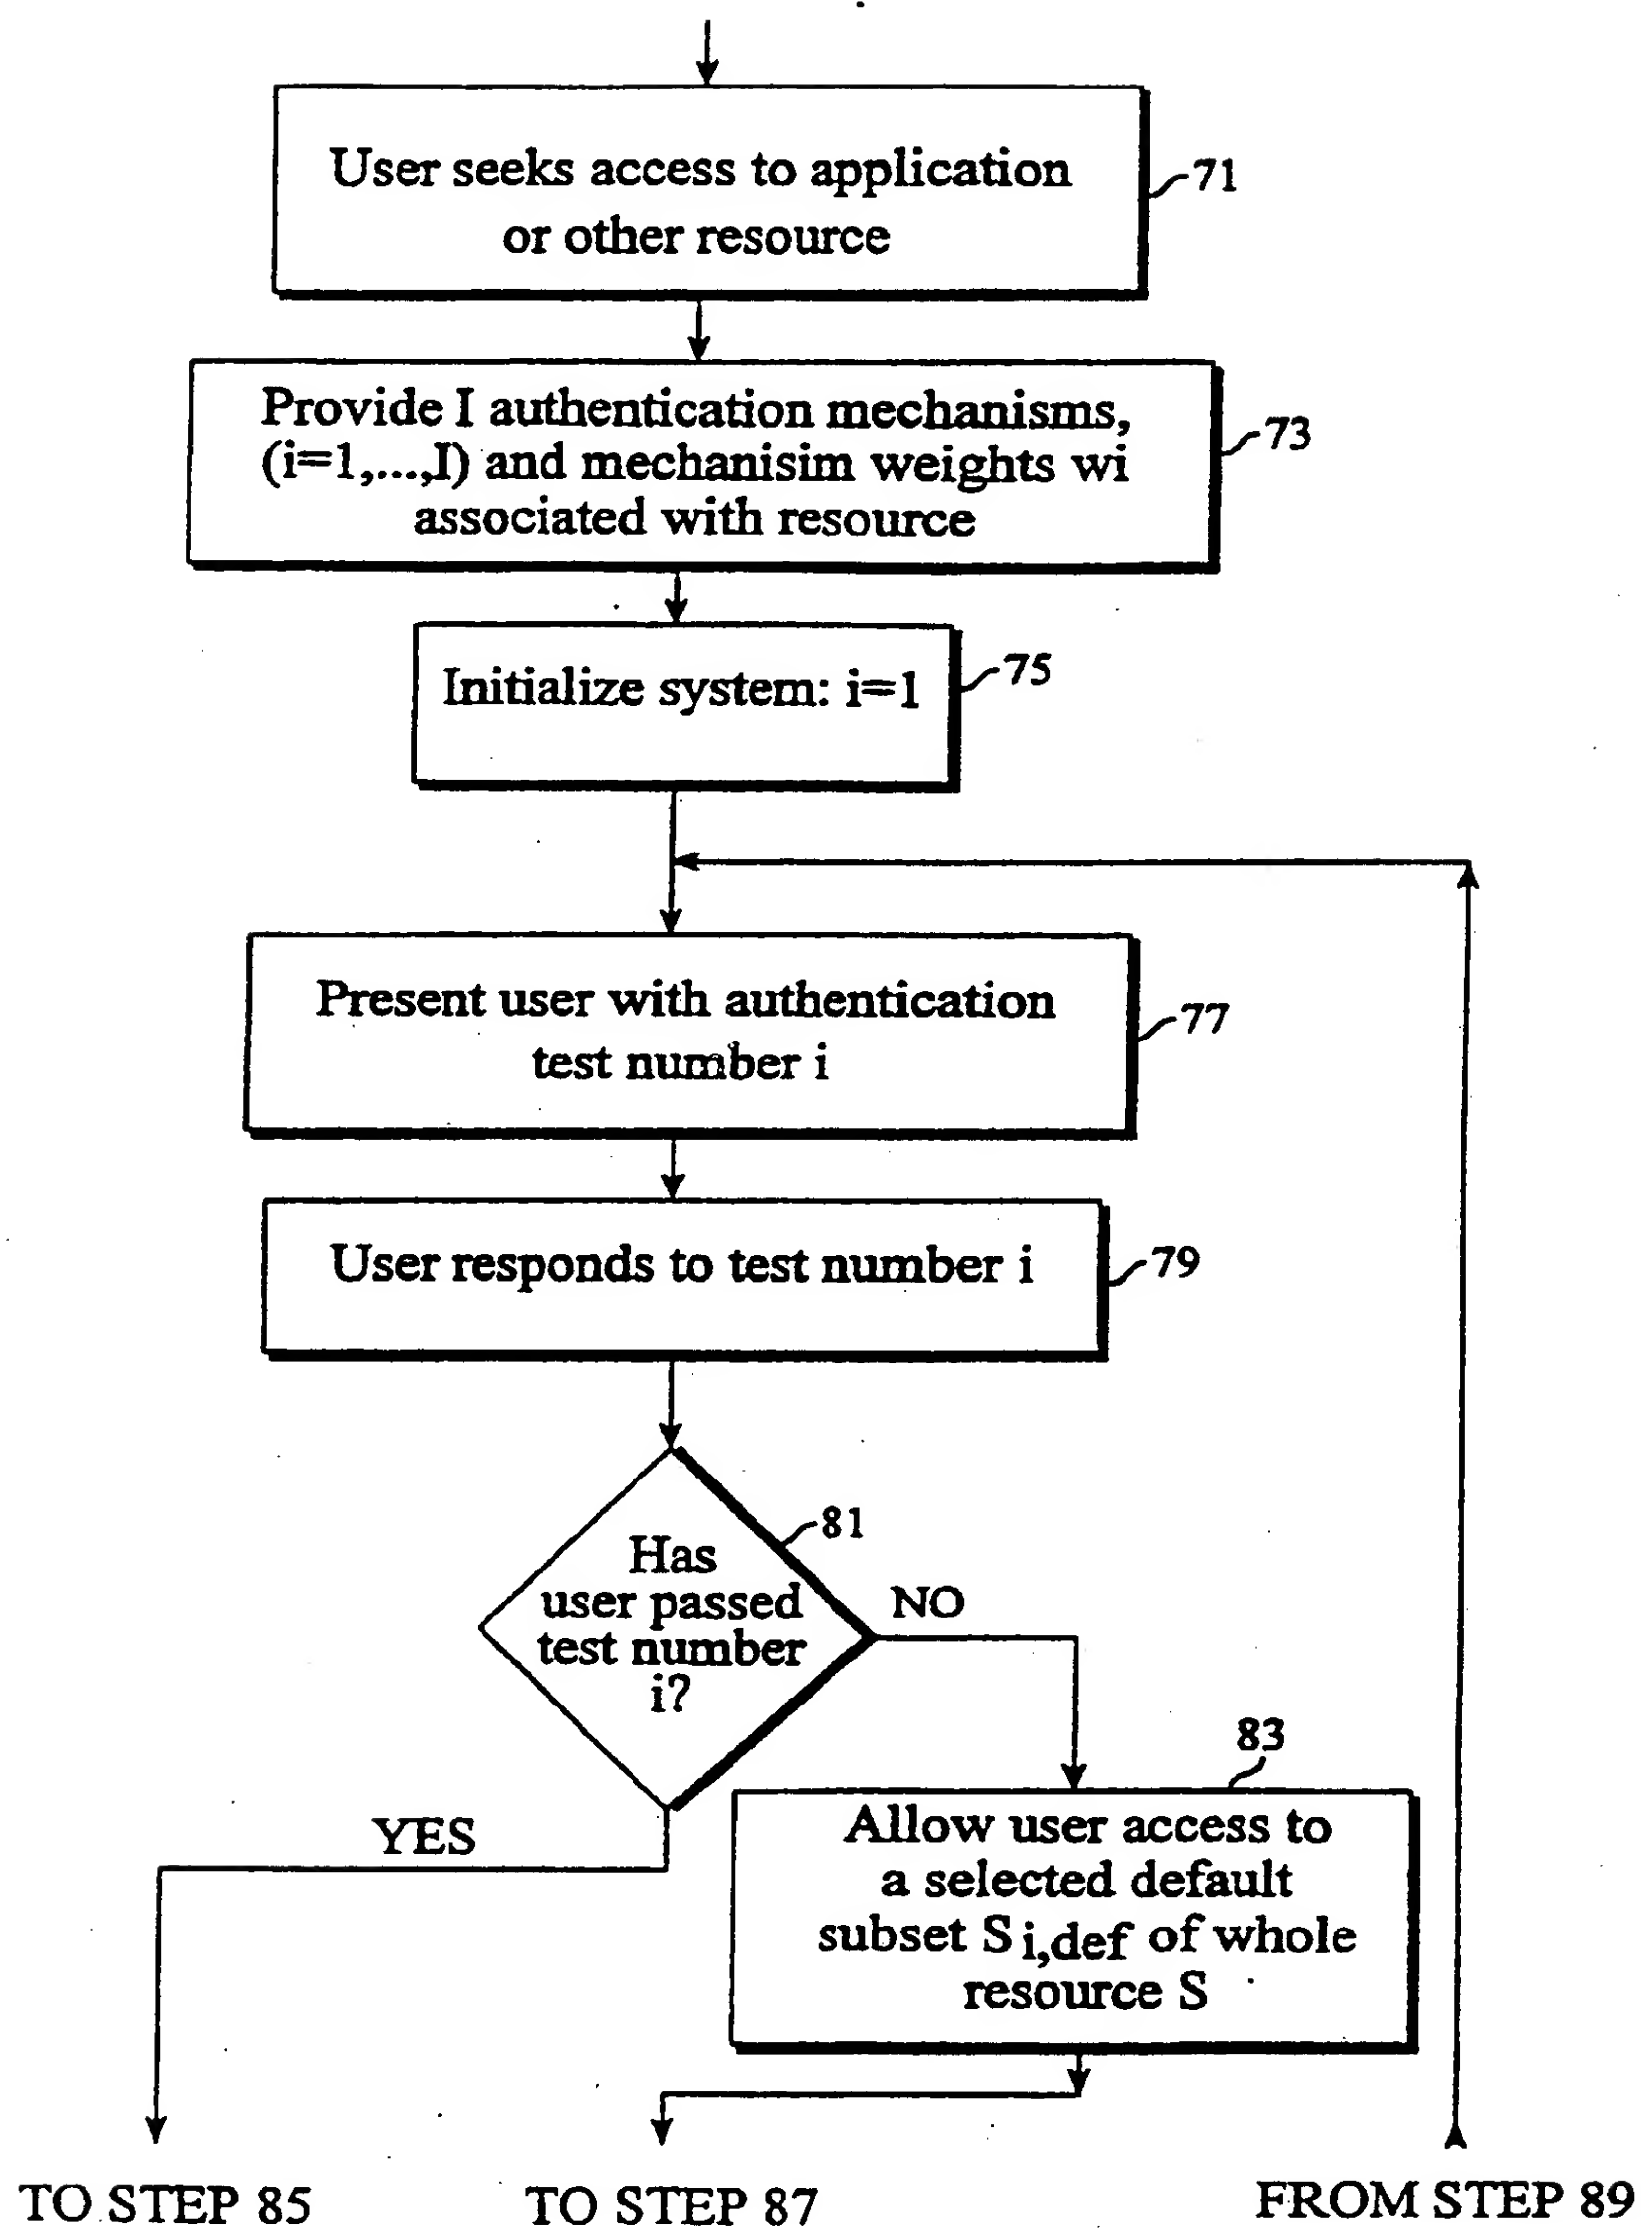 User seeks access to application
or other resource
71
Provide I authentication mechanisms,
(i=1,...,I) and mechanisim weights wi
associated with resource
73
Initialize system: i=1
75
Present user with authentication
test number i
77
User responds to test number i
79
Has
user passed
test number
i?
81
NO
YES
83
Allow user access to
a selected default
subset S i,def of whole
resource S
TO STEP 85
TO STEP 87
FROM STEP 89